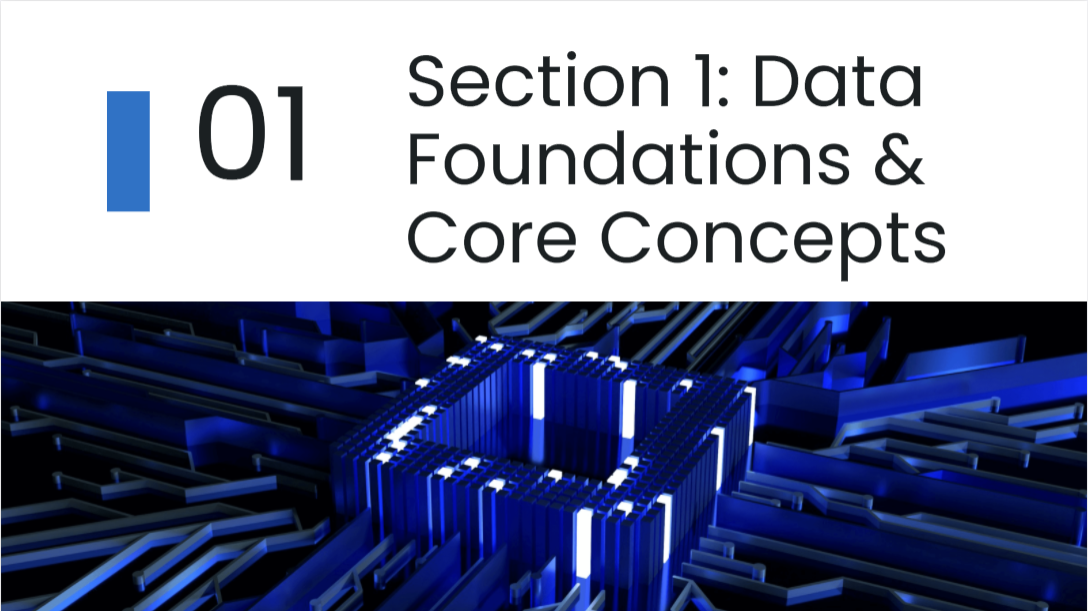 01
Section 1: Data
Foundations &
Core Concepts